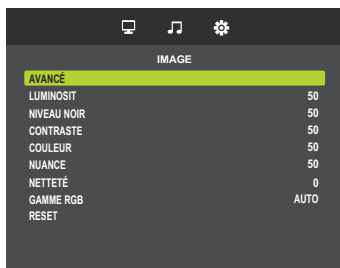 IMAGE
AVANCÉ
LUMINOSIT 50
NIVEAU NOIR 50
CONTRASTE 50
COULEUR 50
NUANCE 50
NETTETÉ 0
GAMME RGB AUTO
RESET